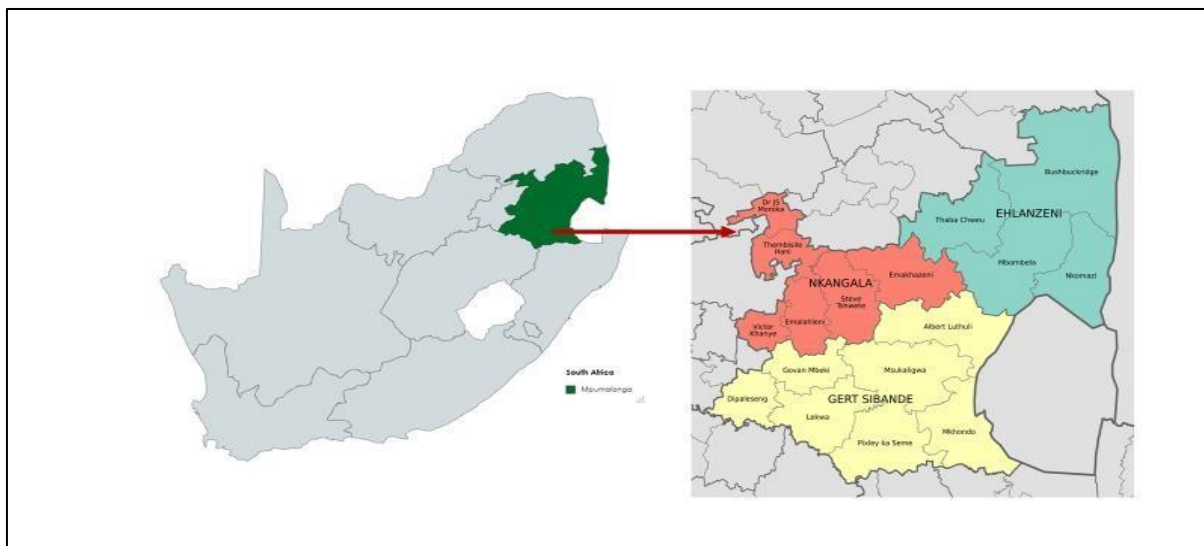 South Africa
Mpumalanga
Bushbuckridge
EHLANZENI
Thaba Chweu
Mbombela
Nkomazi
Dr JS
Moroka
Thembisile
Hani
NKANGALA
Emakhazeni
Steve
Tshwete
Emalahleni
Victor
Khanye
Albert Luthuli
Govan Mbeki
Msukaligwa
Dipaleseng
GERT SIBANDE
Lekwa
Mkhondo
Pixley ka Seme